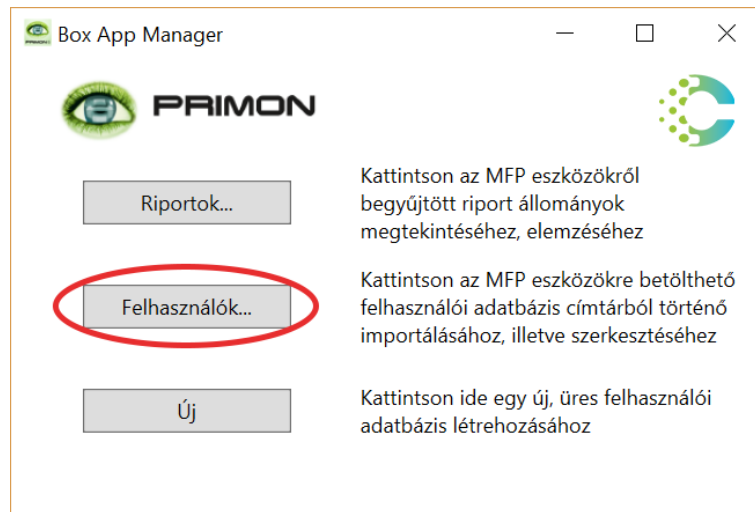 Box App Manager
PRIMON
Riportok...
Kattintson az MFP eszközökről
begyűjtött riport állományok
megtekintéséhez, elemzéséhez
Felhasználók...
Kattintson az MFP eszközökre betölthető
felhasználói adatbázis címtárból történő
importálásához, illetve szerkesztéséhez
Új
Kattintson ide egy új, üres felhasználói
adatbázis létrehozásához